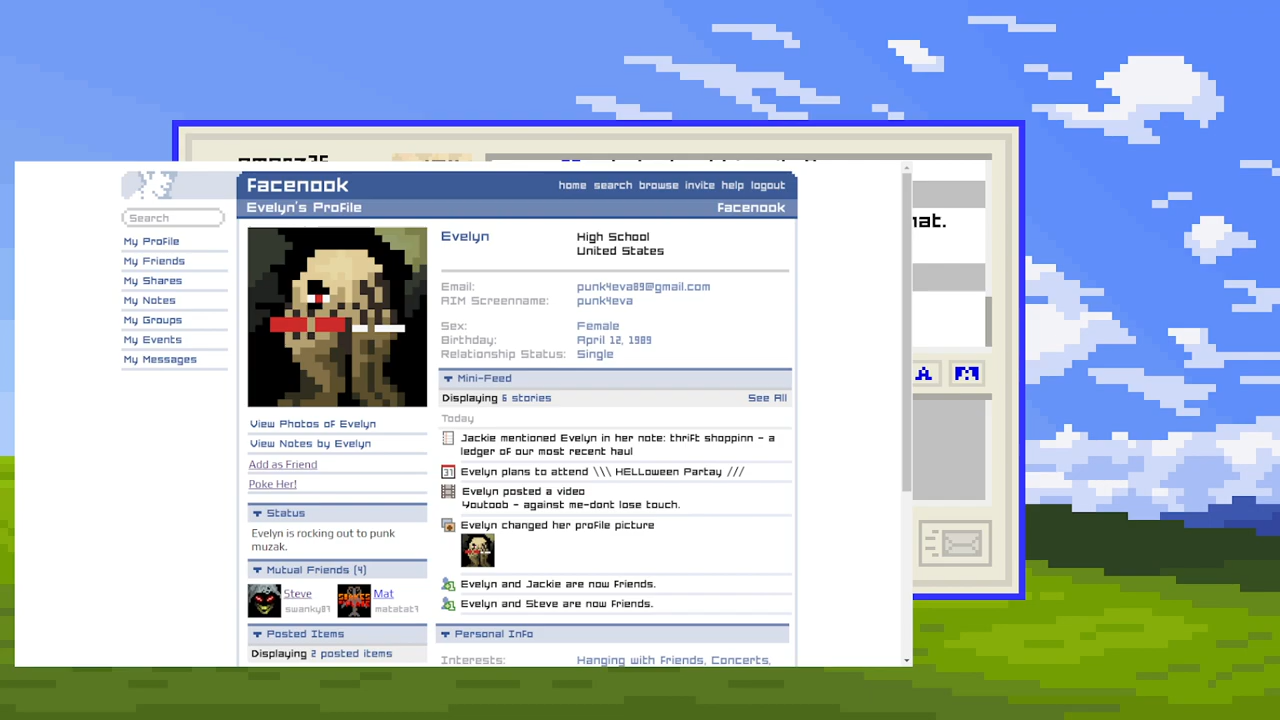 Facenook
home search browse invite help logout
Evelyn's Profile
Facenook
Search
My Profile
My Friends
My Shares
My Notes
My Groups
My Events
My Messages
Evelyn
High School
United States
Email: punk4eva89@gmail.com
RIM Screenname: punk4eva
Sex: Female
Birthday: April 12, 1989
Relationship Status: Single
Mini-Feed
Displaying 6 stories See All
Today
Jackie mentioned Evelyn in her note: thrift shoppinn - a
ledger of our most recent haul
31
Evelyn plans to attend \\\ HELLoween Partay ///
Evelyn posted a video
Youtoob - against me-dont lose touch.
Evelyn changed her profile picture
Evelyn and Jackie are now friends.
Evelyn and Steve are now friends.
Personal Info
Interests: Hanging with friends, Concerts,
View Photos of Evelyn
View Notes by Evelyn
Add as Friend
Poke Her!
Status
Evelyn is rocking out to punk
muzak.
Mutual Friends (4)
Steve
swanky87
Mat
Posted Items
Displaying 2 posted items
A